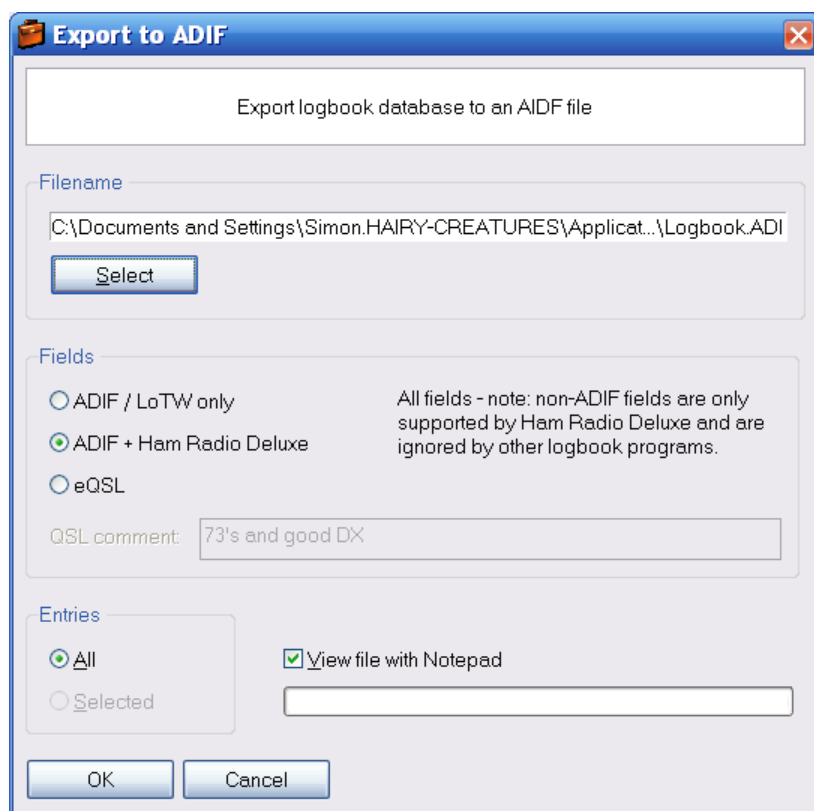 Export to ADIF
Export logbook database to an AIDF file
Filename
C:\Documents and Settings\Simon.HAIRY-CREATURES\Applicat...\Logbook.ADI
Select
Fields
ADIF / LoTW only
ADIF + Ham Radio Deluxe
eQSL
All fields - note: non-ADIF fields are only
supported by Ham Radio Deluxe and are
ignored by other logbook programs.
QSL comment:
73's and good DX
Entries
All
Selected
View file with Notepad
OK
Cancel